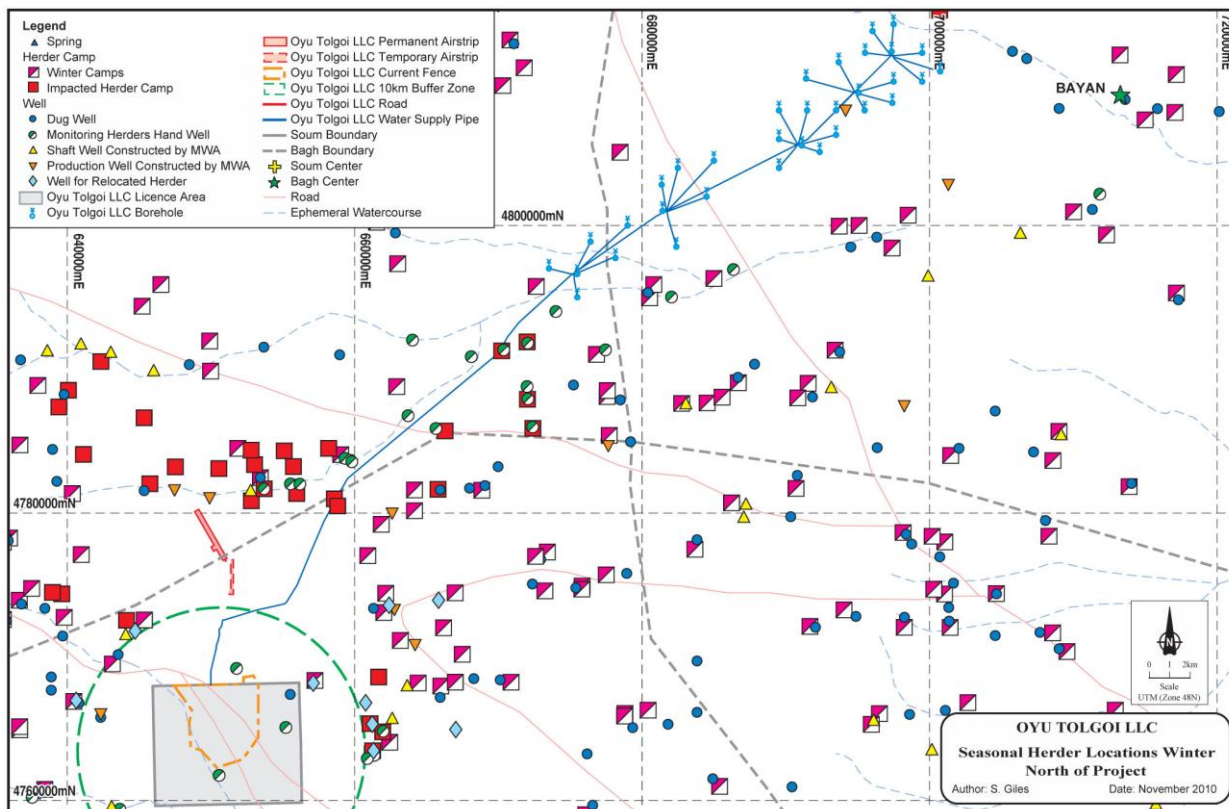 Legend
Spring
Herder Camp
Winter Camps
Impacted Herder Camp
Well
Dug Well
Monitoring Herders Hand Well
Shaft Well Constructed by MWA
Production Well Constructed by MWA
Well for Relocated Herder
Oyu Tolgoi LLC Licence Area
Oyu Tolgoi LLC Borehole
Oyu Tolgoi LLC Permanent Airstrip
Oyu Tolgoi LLC Temporary Airstrip
Oyu Tolgoi LLC Current Fence
Oyu Tolgoi LLC 10km Buffer Zone
Oyu Tolgoi LLC Road
Oyu Tolgoi LLC Water Supply Pipe
Soum Boundary
Bagh Boundary
Soum Center
Bagh Center
Road
Ephemeral Watercourse
640000mE
660000mE
680000mE
700000mE
720000mE
BAYAN
4800000mN
4780000mN
4760000mN
N
0 1 2km
Scale
UTM (Zone 48N)
OYU TOLGOI LLC
Seasonal Herder Locations Winter
North of Project
Author: S. Giles Date: November 2010